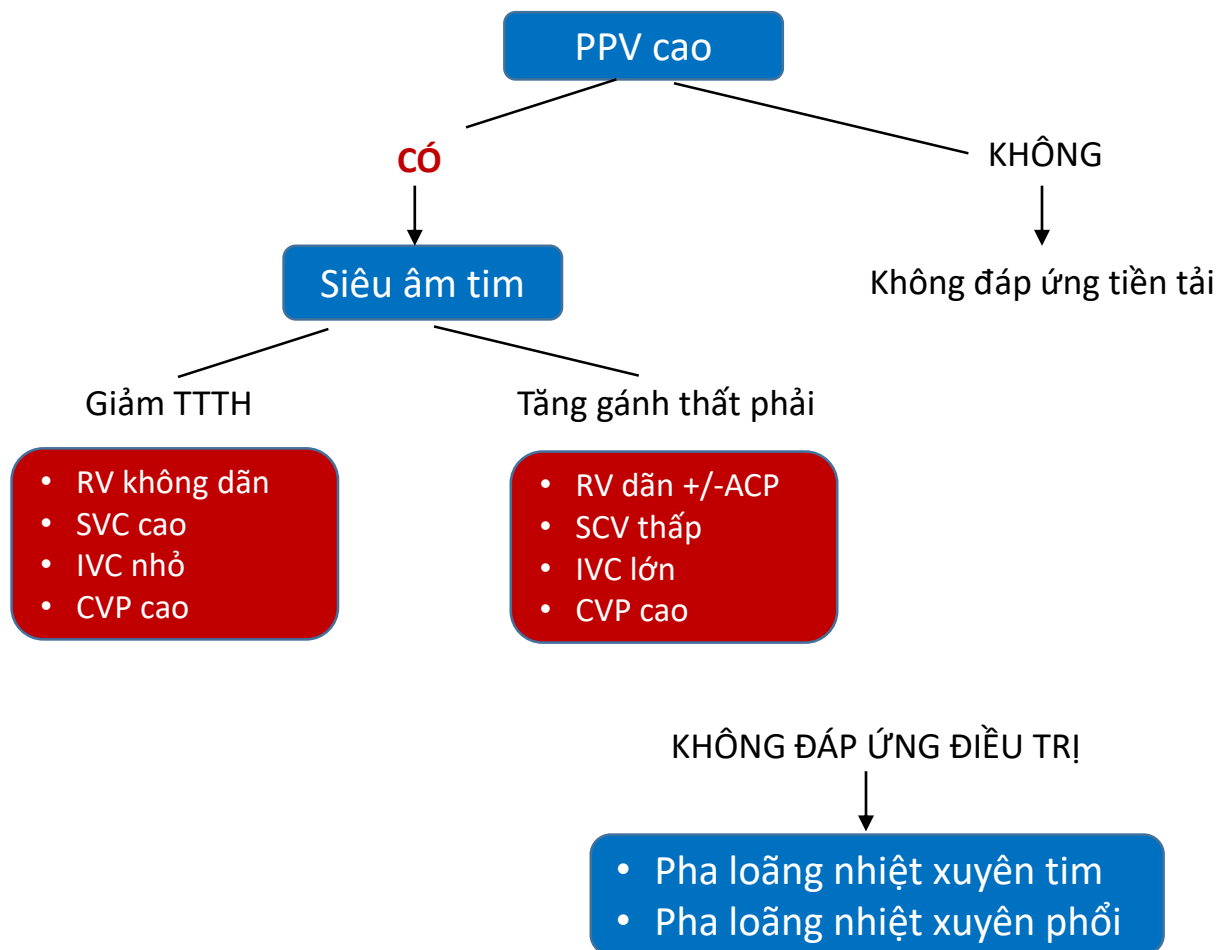 PPV cao
CÓ
KHÔNG
Siêu âm tim
Không đáp ứng tiền tải
Giảm TTTH
Tăng gánh thất phải
• RV không dãn
• SVC cao
• IVC nhỏ
• CVP cao
• RV dãn +/-ACP
• SCV thấp
• IVC lớn
• CVP cao
KHÔNG ĐÁP ỨNG ĐIỀU TRỊ
• Pha loãng nhiệt xuyên tim
• Pha loãng nhiệt xuyên phổi